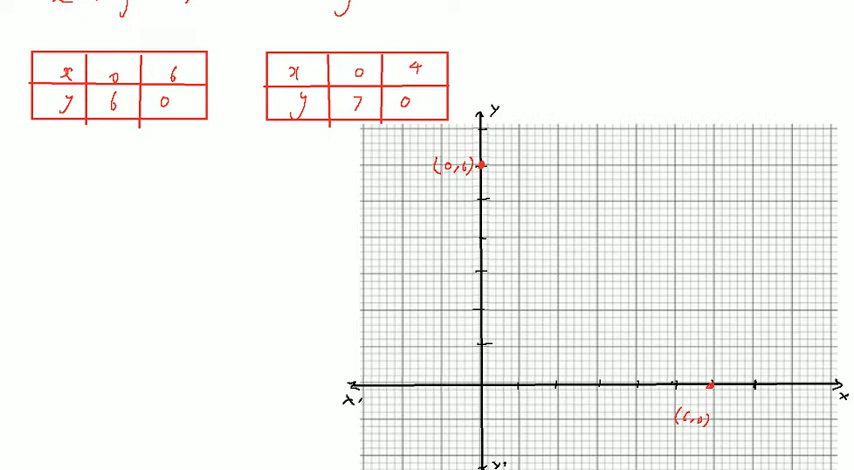 x 0 6
y 6 0
x 0 4
y 7 0
Y
(0,6)
X'
X
(6,0)
Y'